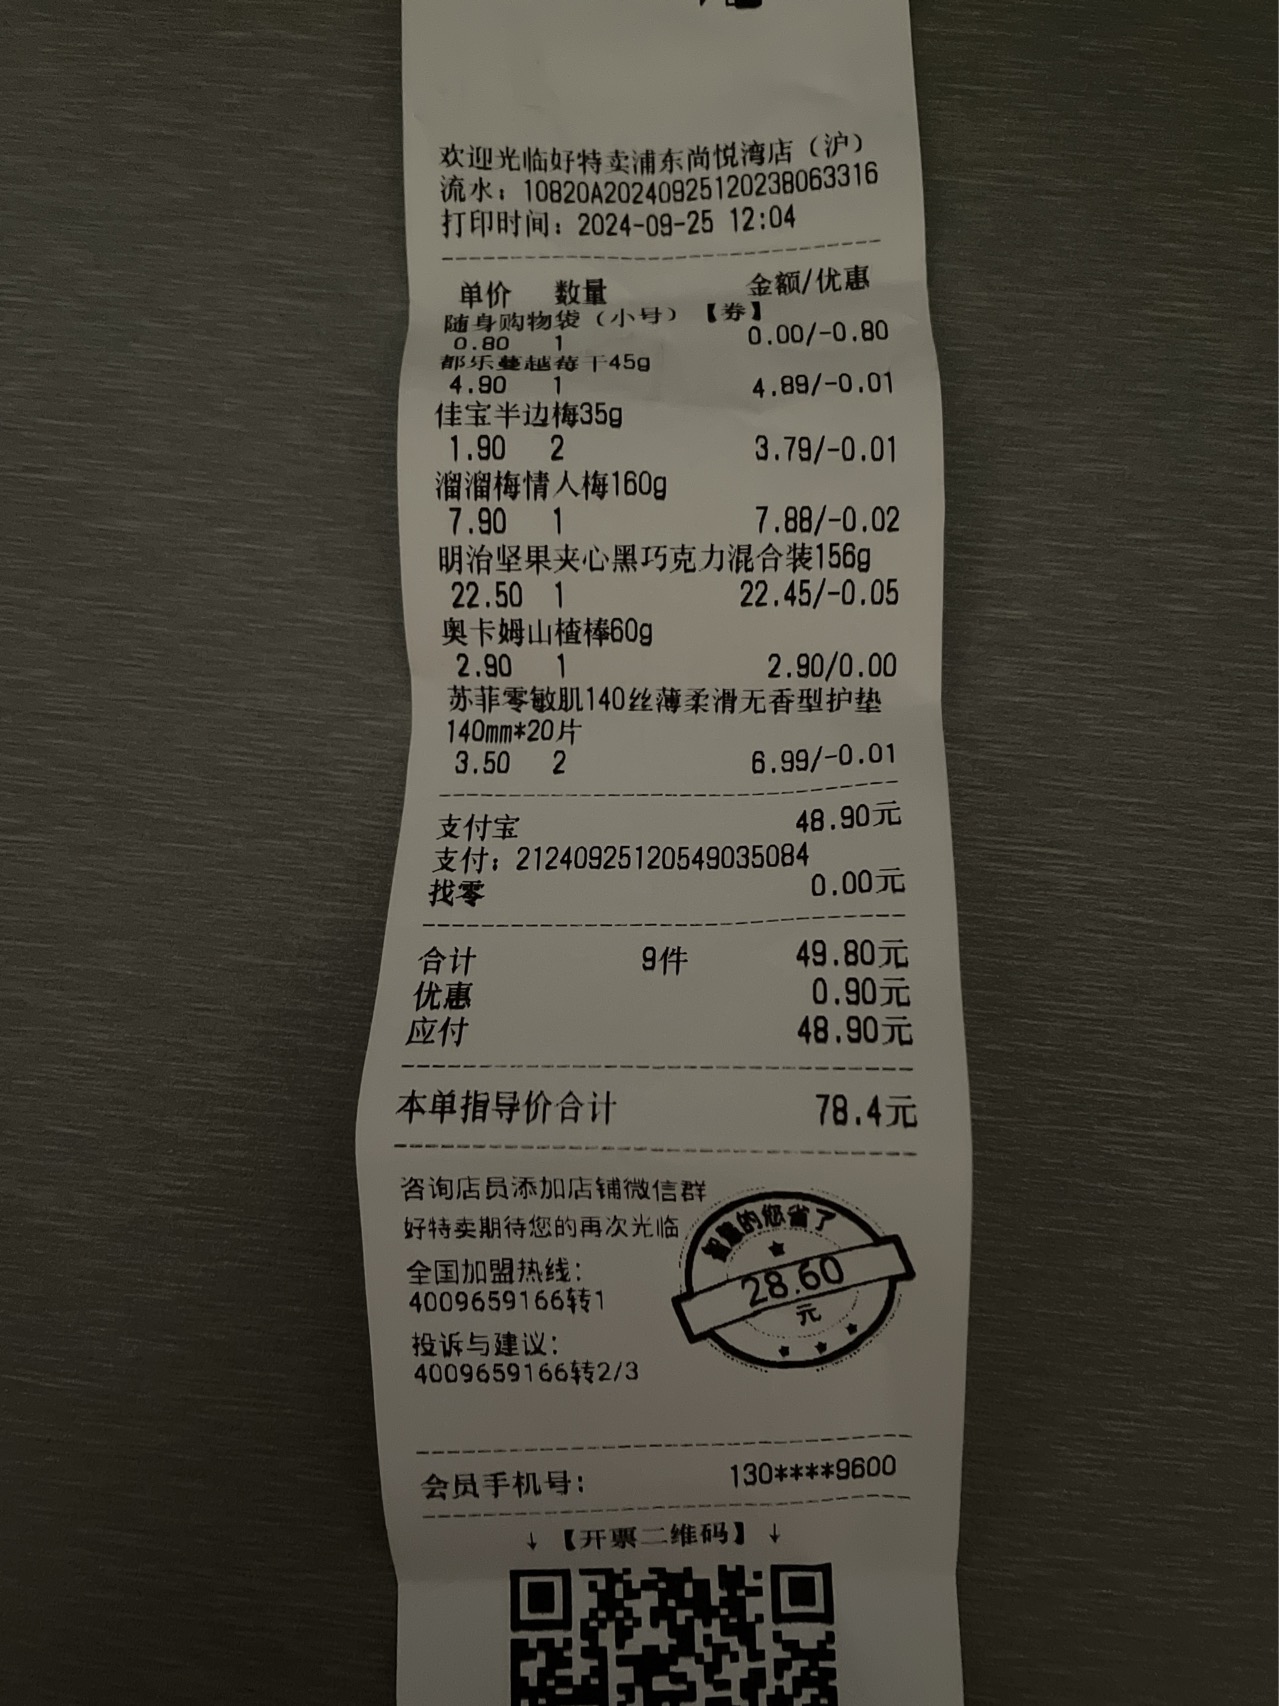 欢迎光临好特卖浦东尚悦湾店（沪）
流水：10820A20240925120238063316
打印时间：2024-09-25 12:04
单价 数量 金额/优惠
随身购物袋（小号）【券】
0.80 1 0.00/-0.80
都乐蔓越莓干45g
4.90 1 4.89/-0.01
佳宝半边梅35g
1.90 2 3.79/-0.01
溜溜梅情人梅160g
7.90 1 7.88/-0.02
明治坚果夹心黑巧克力混合装156g
22.50 1 22.45/-0.05
奥卡姆山楂棒60g
2.90 1 2.90/0.00
苏菲零敏肌140丝薄柔滑无香型护垫
140mm*20片
3.50 2 6.99/-0.01
支付宝 48.90元
支付：21240925120549035084
找零 0.00元
合计 9件 49.80元
优惠 0.90元
应付 48.90元
本单指导价合计 78.4元
咨询店员添加店铺微信群
好特卖期待您的再次光临
全国加盟热线：
4009659166转1
投诉与建议：
4009659166转2/3
的您省了
28.60
元
会员手机号： 130****9600
↓【开票二维码】↓